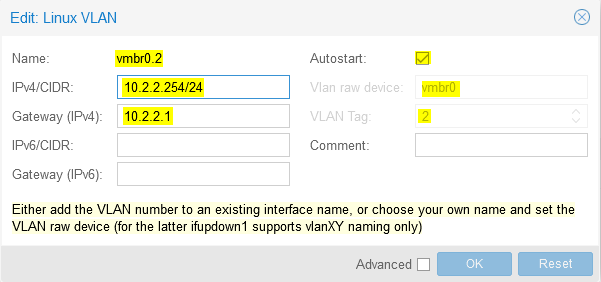 Edit: Linux VLAN
Name: vmbr0.2 Autostart:
IPv4/CIDR: 10.2.2.254/24 Vlan raw device: vmbr0
Gateway (IPv4): 10.2.2.1 VLAN Tag: 2
IPv6/CIDR: Comment:
Gateway (IPv6):
Either add the VLAN number to an existing interface name, or choose your own name and set the
VLAN raw device (for the latter ifupdown1 supports vlanXY naming only)
Advanced OK Reset